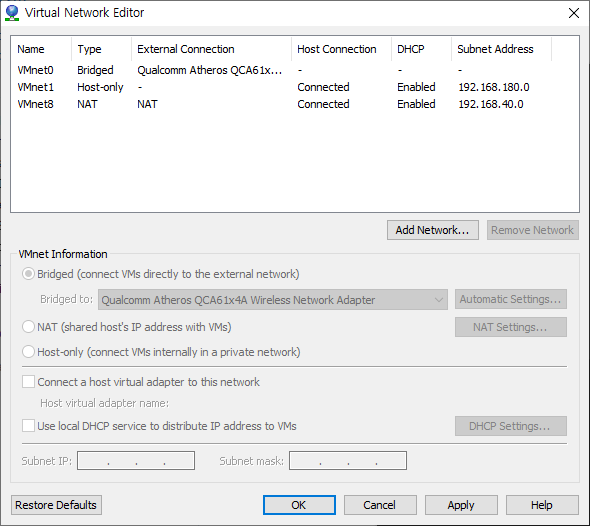 Virtual Network Editor
Name Type External Connection Host Connection DHCP Subnet Address
VMnet0 Bridged Qualcomm Atheros QCA61x... - - -
VMnet1 Host-only - Connected Enabled 192.168.180.0
VMnet8 NAT NAT Connected Enabled 192.168.40.0
Add Network... Remove Network
VMnet Information
Bridged (connect VMs directly to the external network)
Bridged to: Qualcomm Atheros QCA61x4A Wireless Network Adapter Automatic Settings...
NAT (shared host's IP address with VMs) NAT Settings...
Host-only (connect VMs internally in a private network)
Connect a host virtual adapter to this network
Host virtual adapter name:
Use local DHCP service to distribute IP address to VMs DHCP Settings...
Subnet IP: . . . Subnet mask: . . .
Restore Defaults OK Cancel Apply Help